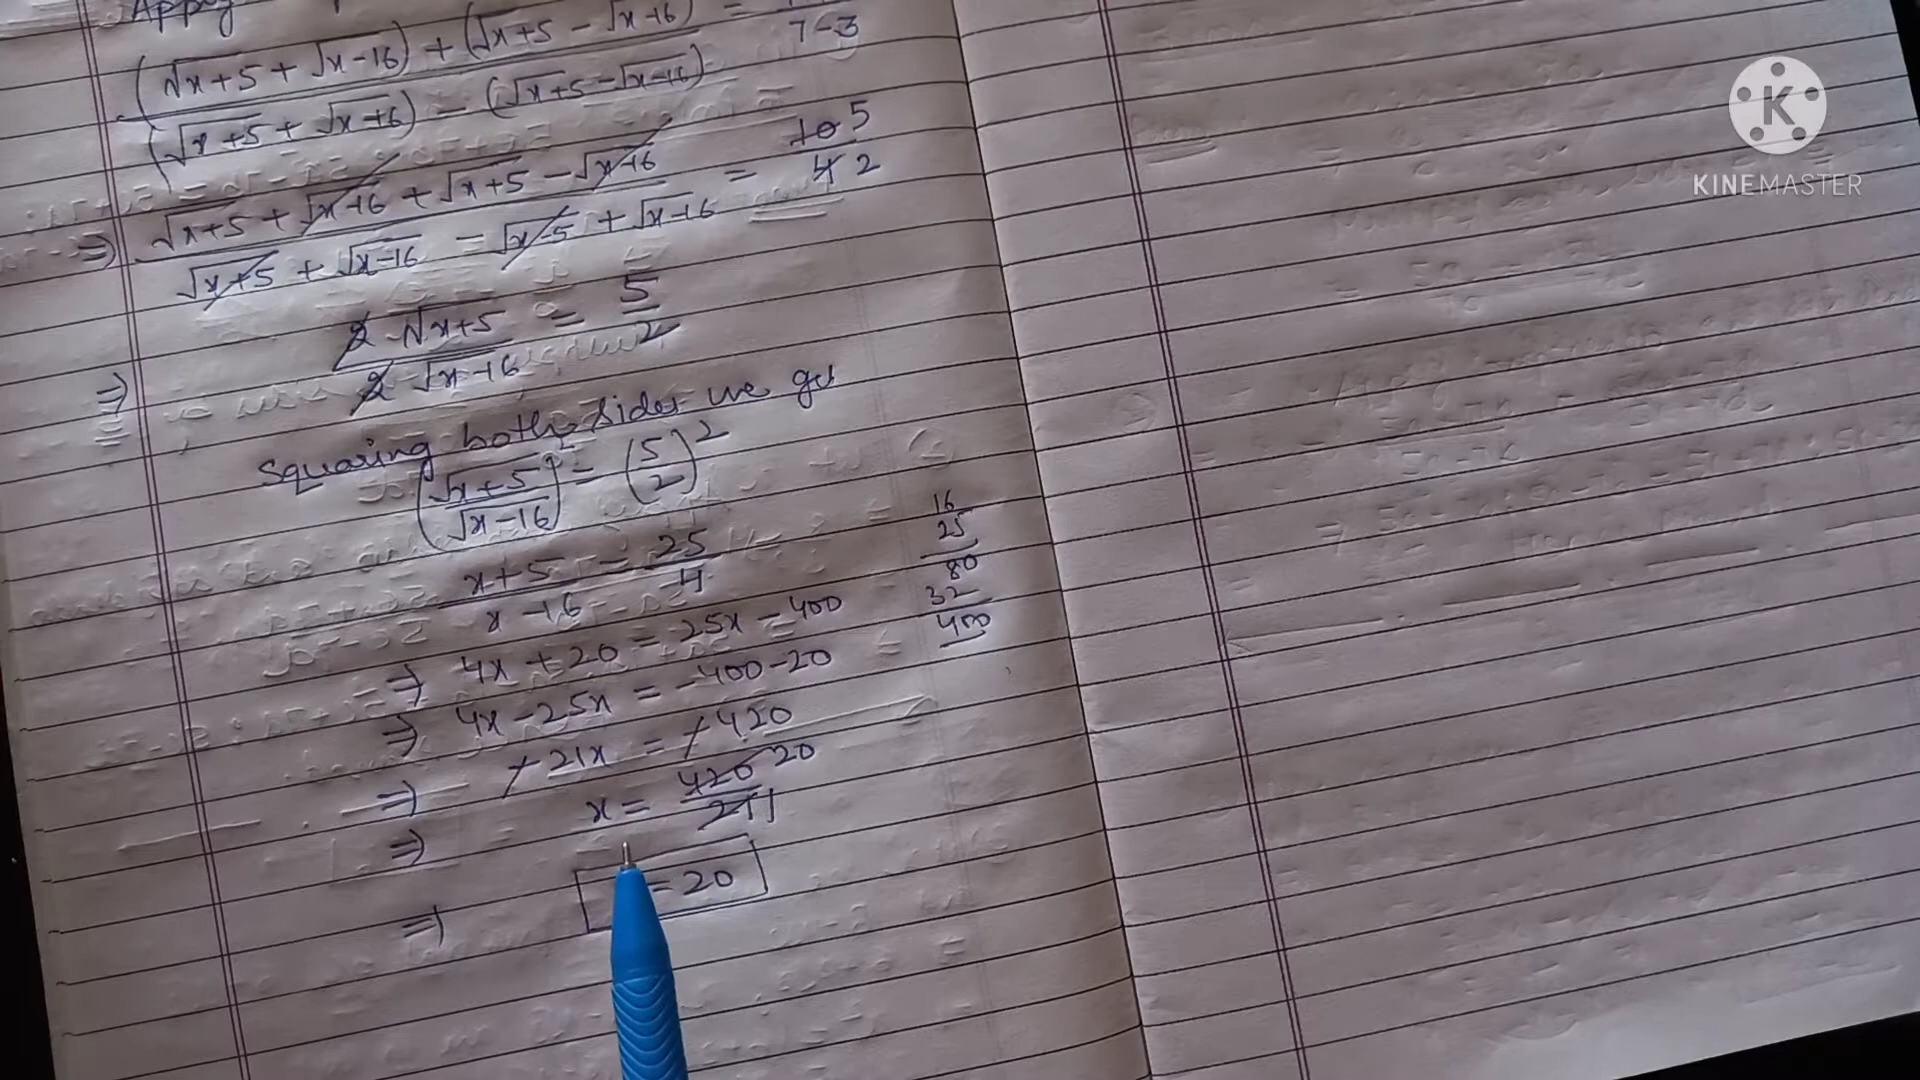 Apply
(√x+5 + √x-16) + (√x+5 - √x-16) =
(√x+5 + √x-16) - (√x+5 - √x-16) 7-3
⇒ √x+5 + √x-16 + √x+5 - √x-16 = 10 5
√x+5 + √x-16 - √x-5 + √x-16 4 2
⇒ 2 √x+5 = 5
2 √x-16 2
Squaring both sides we get
(√x+5 / √x-16)² = (5/2)²
x+5 = 25
x-16 4
⇒ 4x + 20 = 25x - 400
⇒ 4x - 25x = -400 - 20
⇒ -21x = -420
⇒ x = 420 20
21 1
⇒ = 20
16
25
80
32
400
K
KINEMASTER